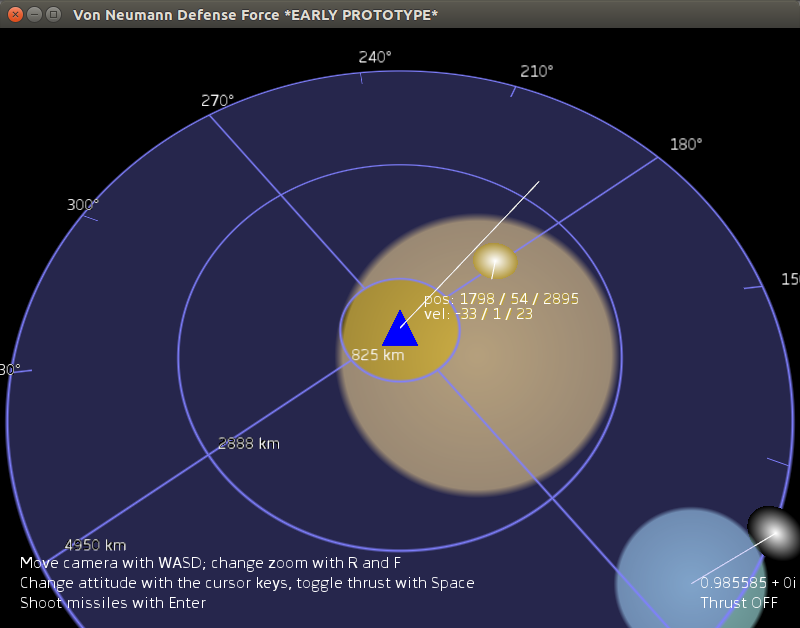 Von Neumann Defense Force *EARLY PROTOTYPE*
240°
210°
270°
180°
300°
pos: 1798 / 54 / 2895
vel: -33 / 1 / 23
825 km
2888 km
4950 km
Move camera with WASD; change zoom with R and F
Change attitude with the cursor keys, toggle thrust with Space
Shoot missiles with Enter
0.985585 + 0i
Thrust OFF